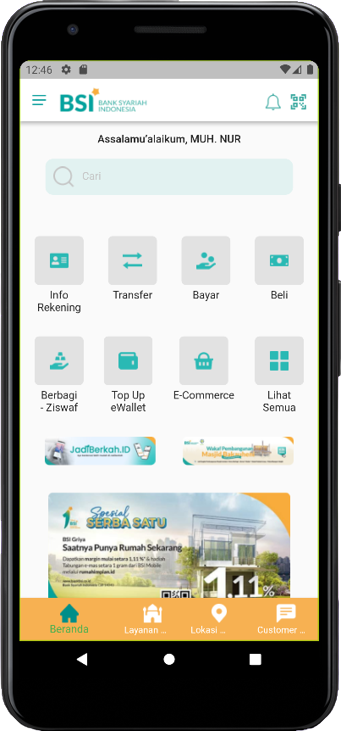 12:46
BSI BANK SYARIAH
INDONESIA
Assalamu'alaikum, MUH. NUR
Cari
Info
Rekening
Transfer
Bayar
Beli
Berbagi
- Ziswaf
Top Up
eWallet
E-Commerce
Lihat
Semua
JadiBerkah.ID
Wakaf Pembangunan
Spesial
SERBA SATU
BSI Griya
Saatnya Punya Rumah Sekarang
Dapatkan margin mulai setara 1,11 %* & hadiah
Tabungan e-mas setara 1 gram dari BSI Mobile
melalui rumahimpian.id
1,11%
Beranda
Layanan ...
Lokasi ...
Customer ...